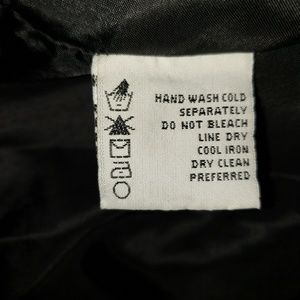 HAND WASH COLD
SEPARATELY
DO NOT BLEACH
LINE DRY
COOL IRON
DRY CLEAN
PREFERRED